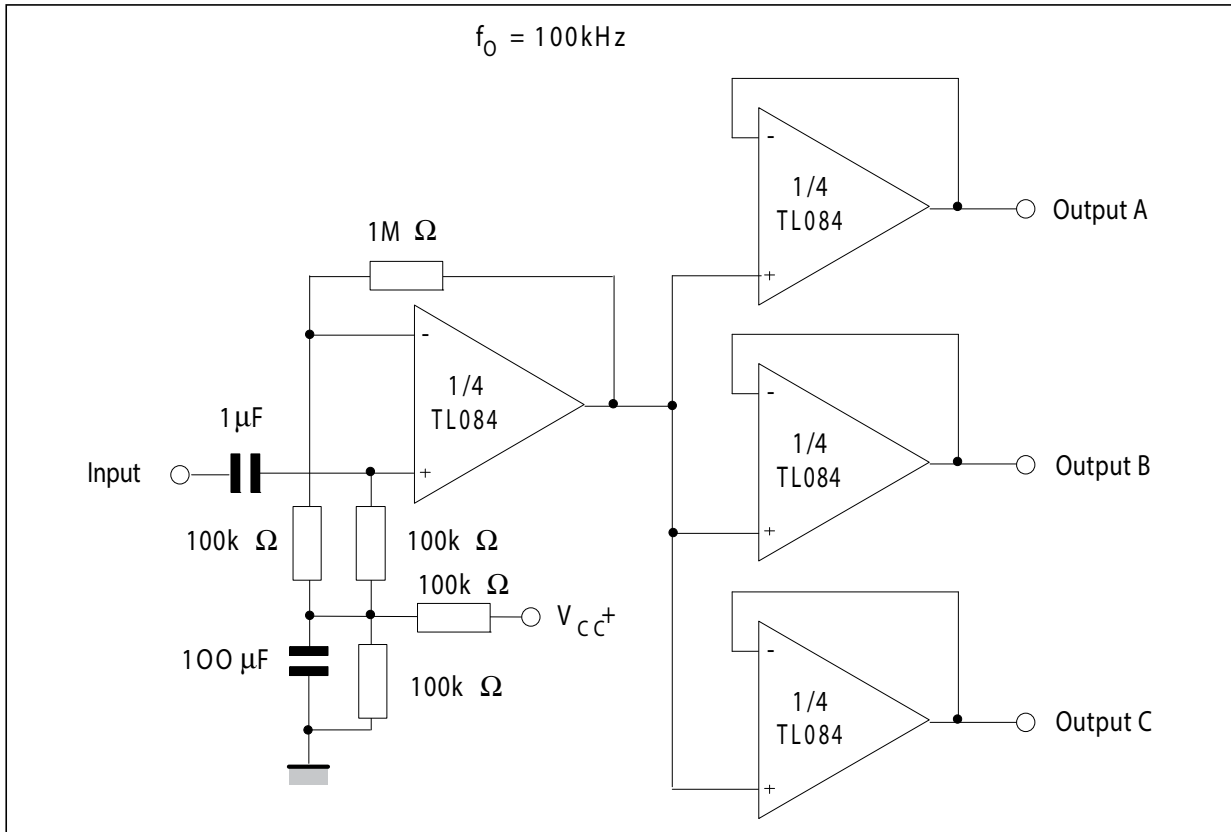 fO = 100kHz
-
1/4
TL084
+
Output A
1M Ω
-
1/4
TL084
+
1µF
Input
-
1/4
TL084
+
Output B
100k Ω
100k Ω
100k Ω
VCC+
100 µF
100k Ω
-
1/4
TL084
+
Output C